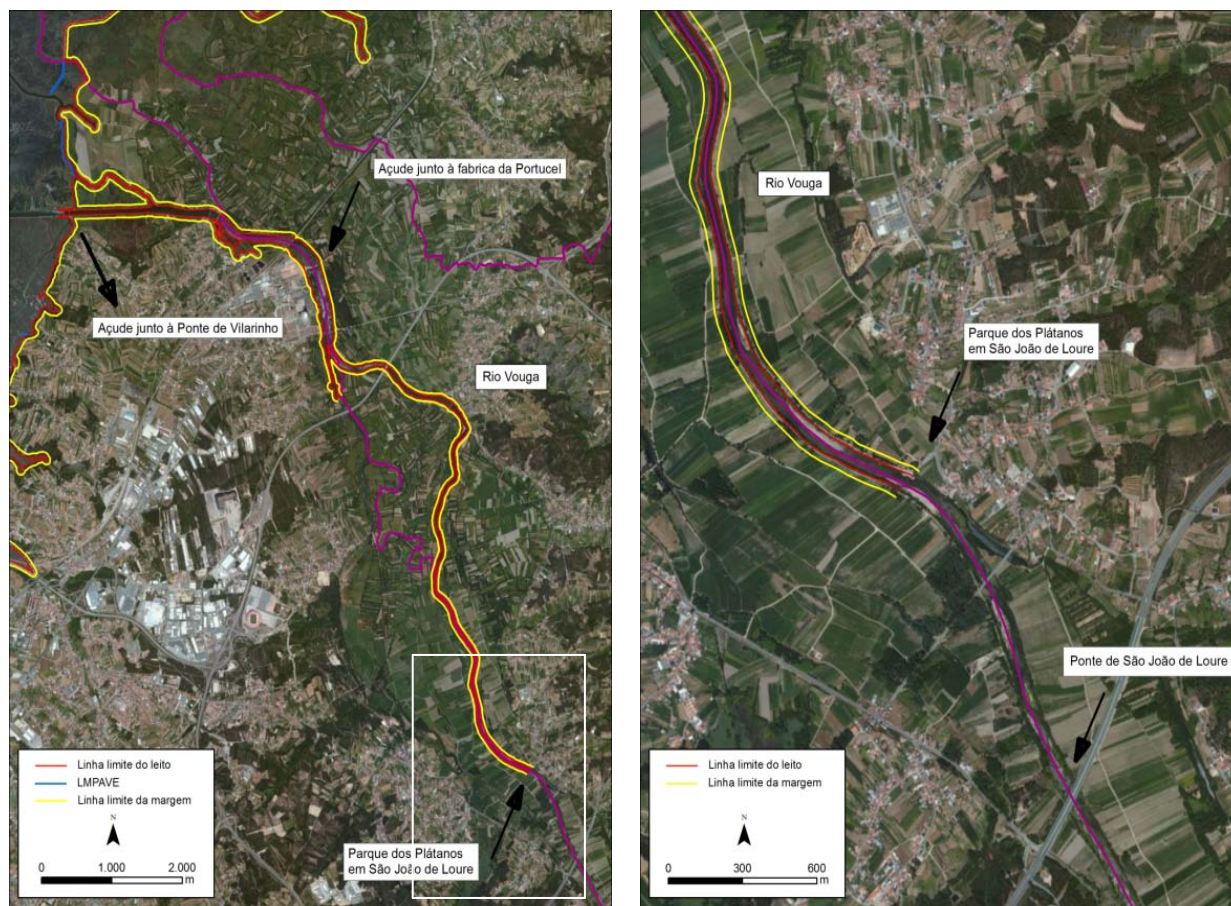 Açude junto à fabrica da Portucel
Açude junto à Ponte de Vilarinho
Rio Vouga
Linha limite do leito
LMPAVE
Linha limite da margem
N
0 1.000 2.000
m
Parque dos Plátanos
em São João de Loure
Rio Vouga
Parque dos Plátanos
em São João de Loure
Ponte de São João de Loure
Linha limite do leito
Linha limite da margem
N
0 300 600
m